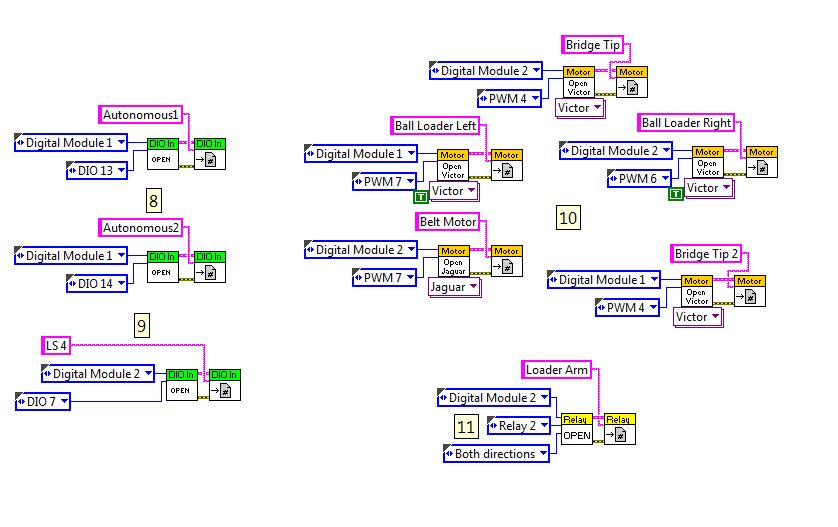 Autonomous1
Digital Module 1
DIO In
DIO In
OPEN
#
DIO 13
8
Autonomous2
Digital Module 1
DIO In
DIO In
OPEN
#
DIO 14
9
LS 4
Digital Module 2
DIO In
DIO In
OPEN
#
DIO 7
Bridge Tip
Digital Module 2
Motor
Motor
Open
Victor
#
PWM 4
Victor
Ball Loader Left
Digital Module 1
Motor
Motor
Open
Victor
#
PWM 7
T
Victor
Ball Loader Right
Digital Module 2
Motor
Motor
Open
Victor
#
PWM 6
T
Victor
10
Belt Motor
Digital Module 2
Motor
Motor
Open
Jaguar
#
PWM 7
Jaguar
Bridge Tip 2
Digital Module 1
Motor
Motor
Open
Victor
#
PWM 4
Victor
Loader Arm
Digital Module 2
11
Relay 2
Relay
Relay
OPEN
#
Both directions